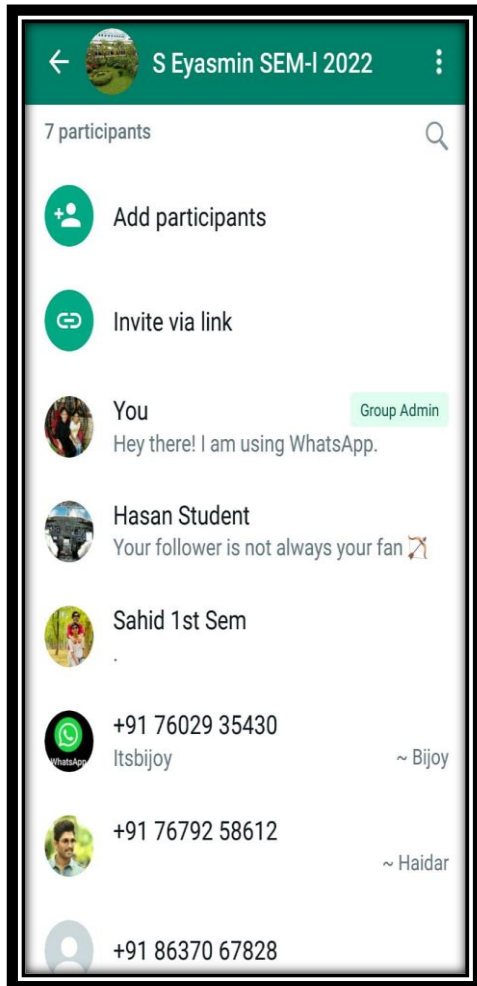 S Eyasmin SEM-I 2022
7 participants
Add participants
Invite via link
You
Group Admin
Hey there! I am using WhatsApp.
Hasan Student
Your follower is not always your fan 🏹
Sahid 1st Sem
.
+91 76029 35430
WhatsApp
Itsbijoy
~ Bijoy
+91 76792 58612
~ Haidar
+91 86370 67828